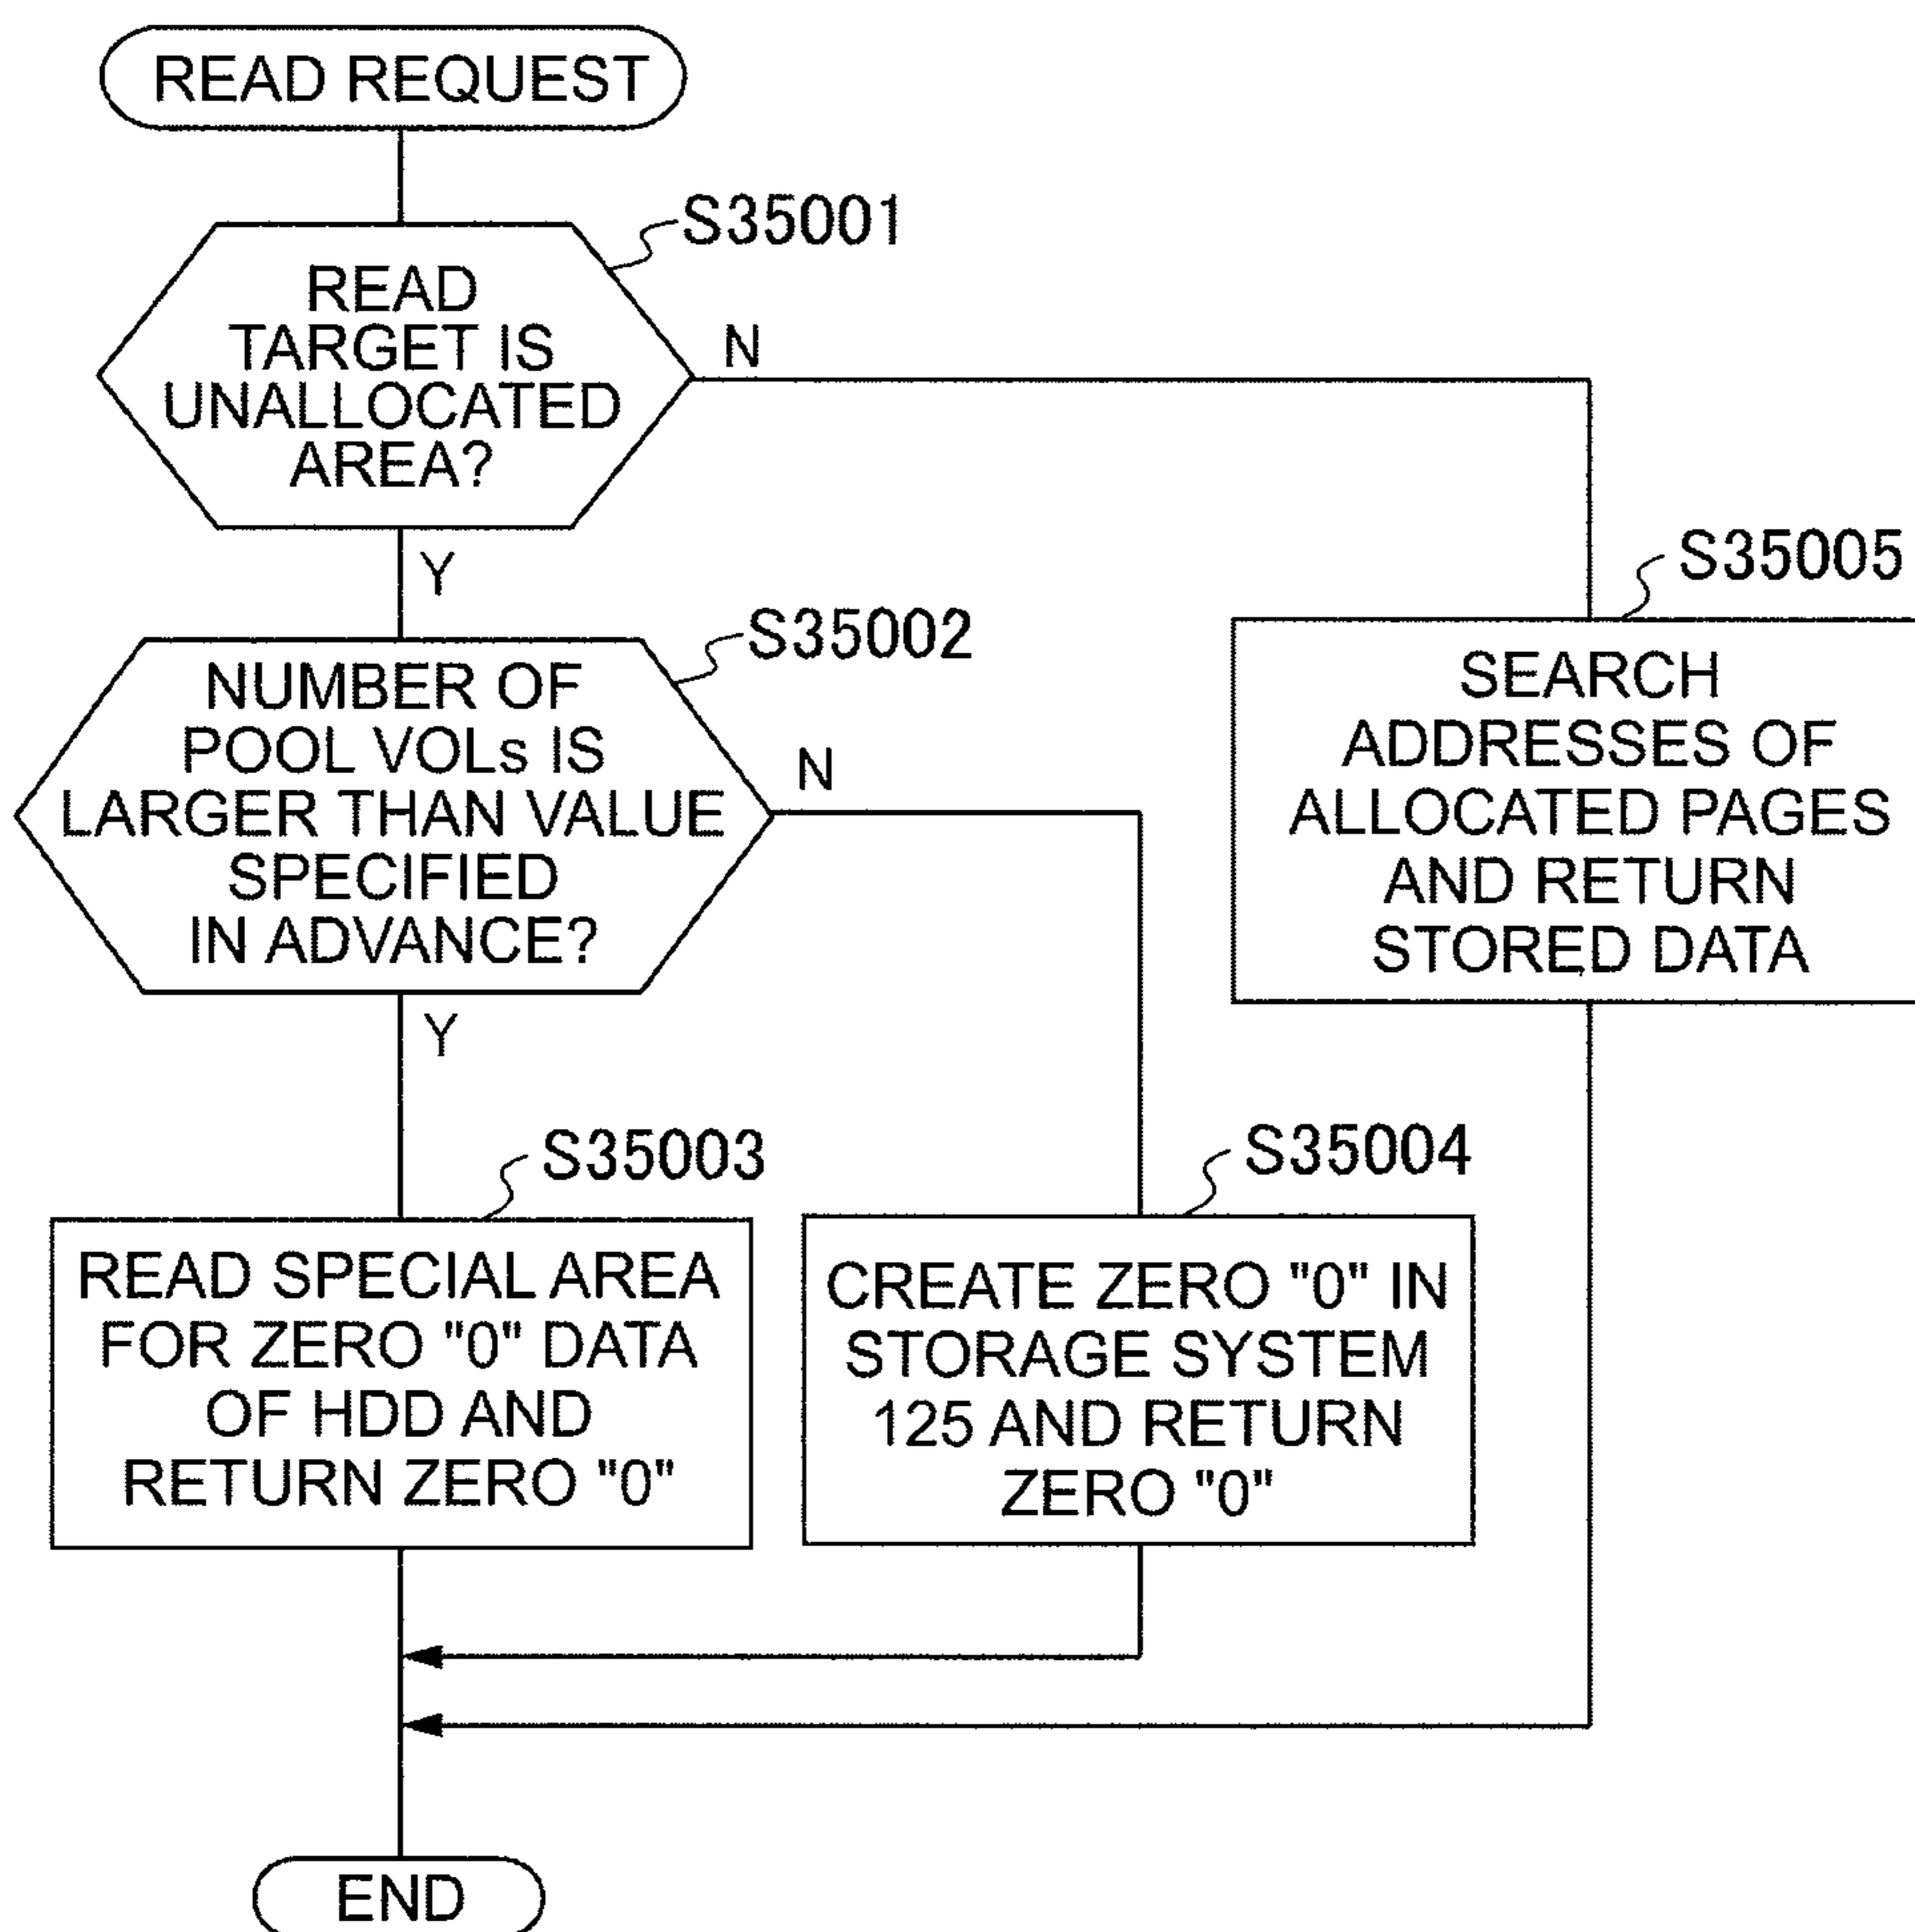 READ REQUEST
S35001
READ
TARGET IS
UNALLOCATED
AREA?
N
Y
S35002
NUMBER OF
POOL VOLs IS
LARGER THAN VALUE
SPECIFIED
IN ADVANCE?
N
Y
S35005
SEARCH
ADDRESSES OF
ALLOCATED PAGES
AND RETURN
STORED DATA
S35003
READ SPECIAL AREA
FOR ZERO "0" DATA
OF HDD AND
RETURN ZERO "0"
S35004
CREATE ZERO "0" IN
STORAGE SYSTEM
125 AND RETURN
ZERO "0"
END